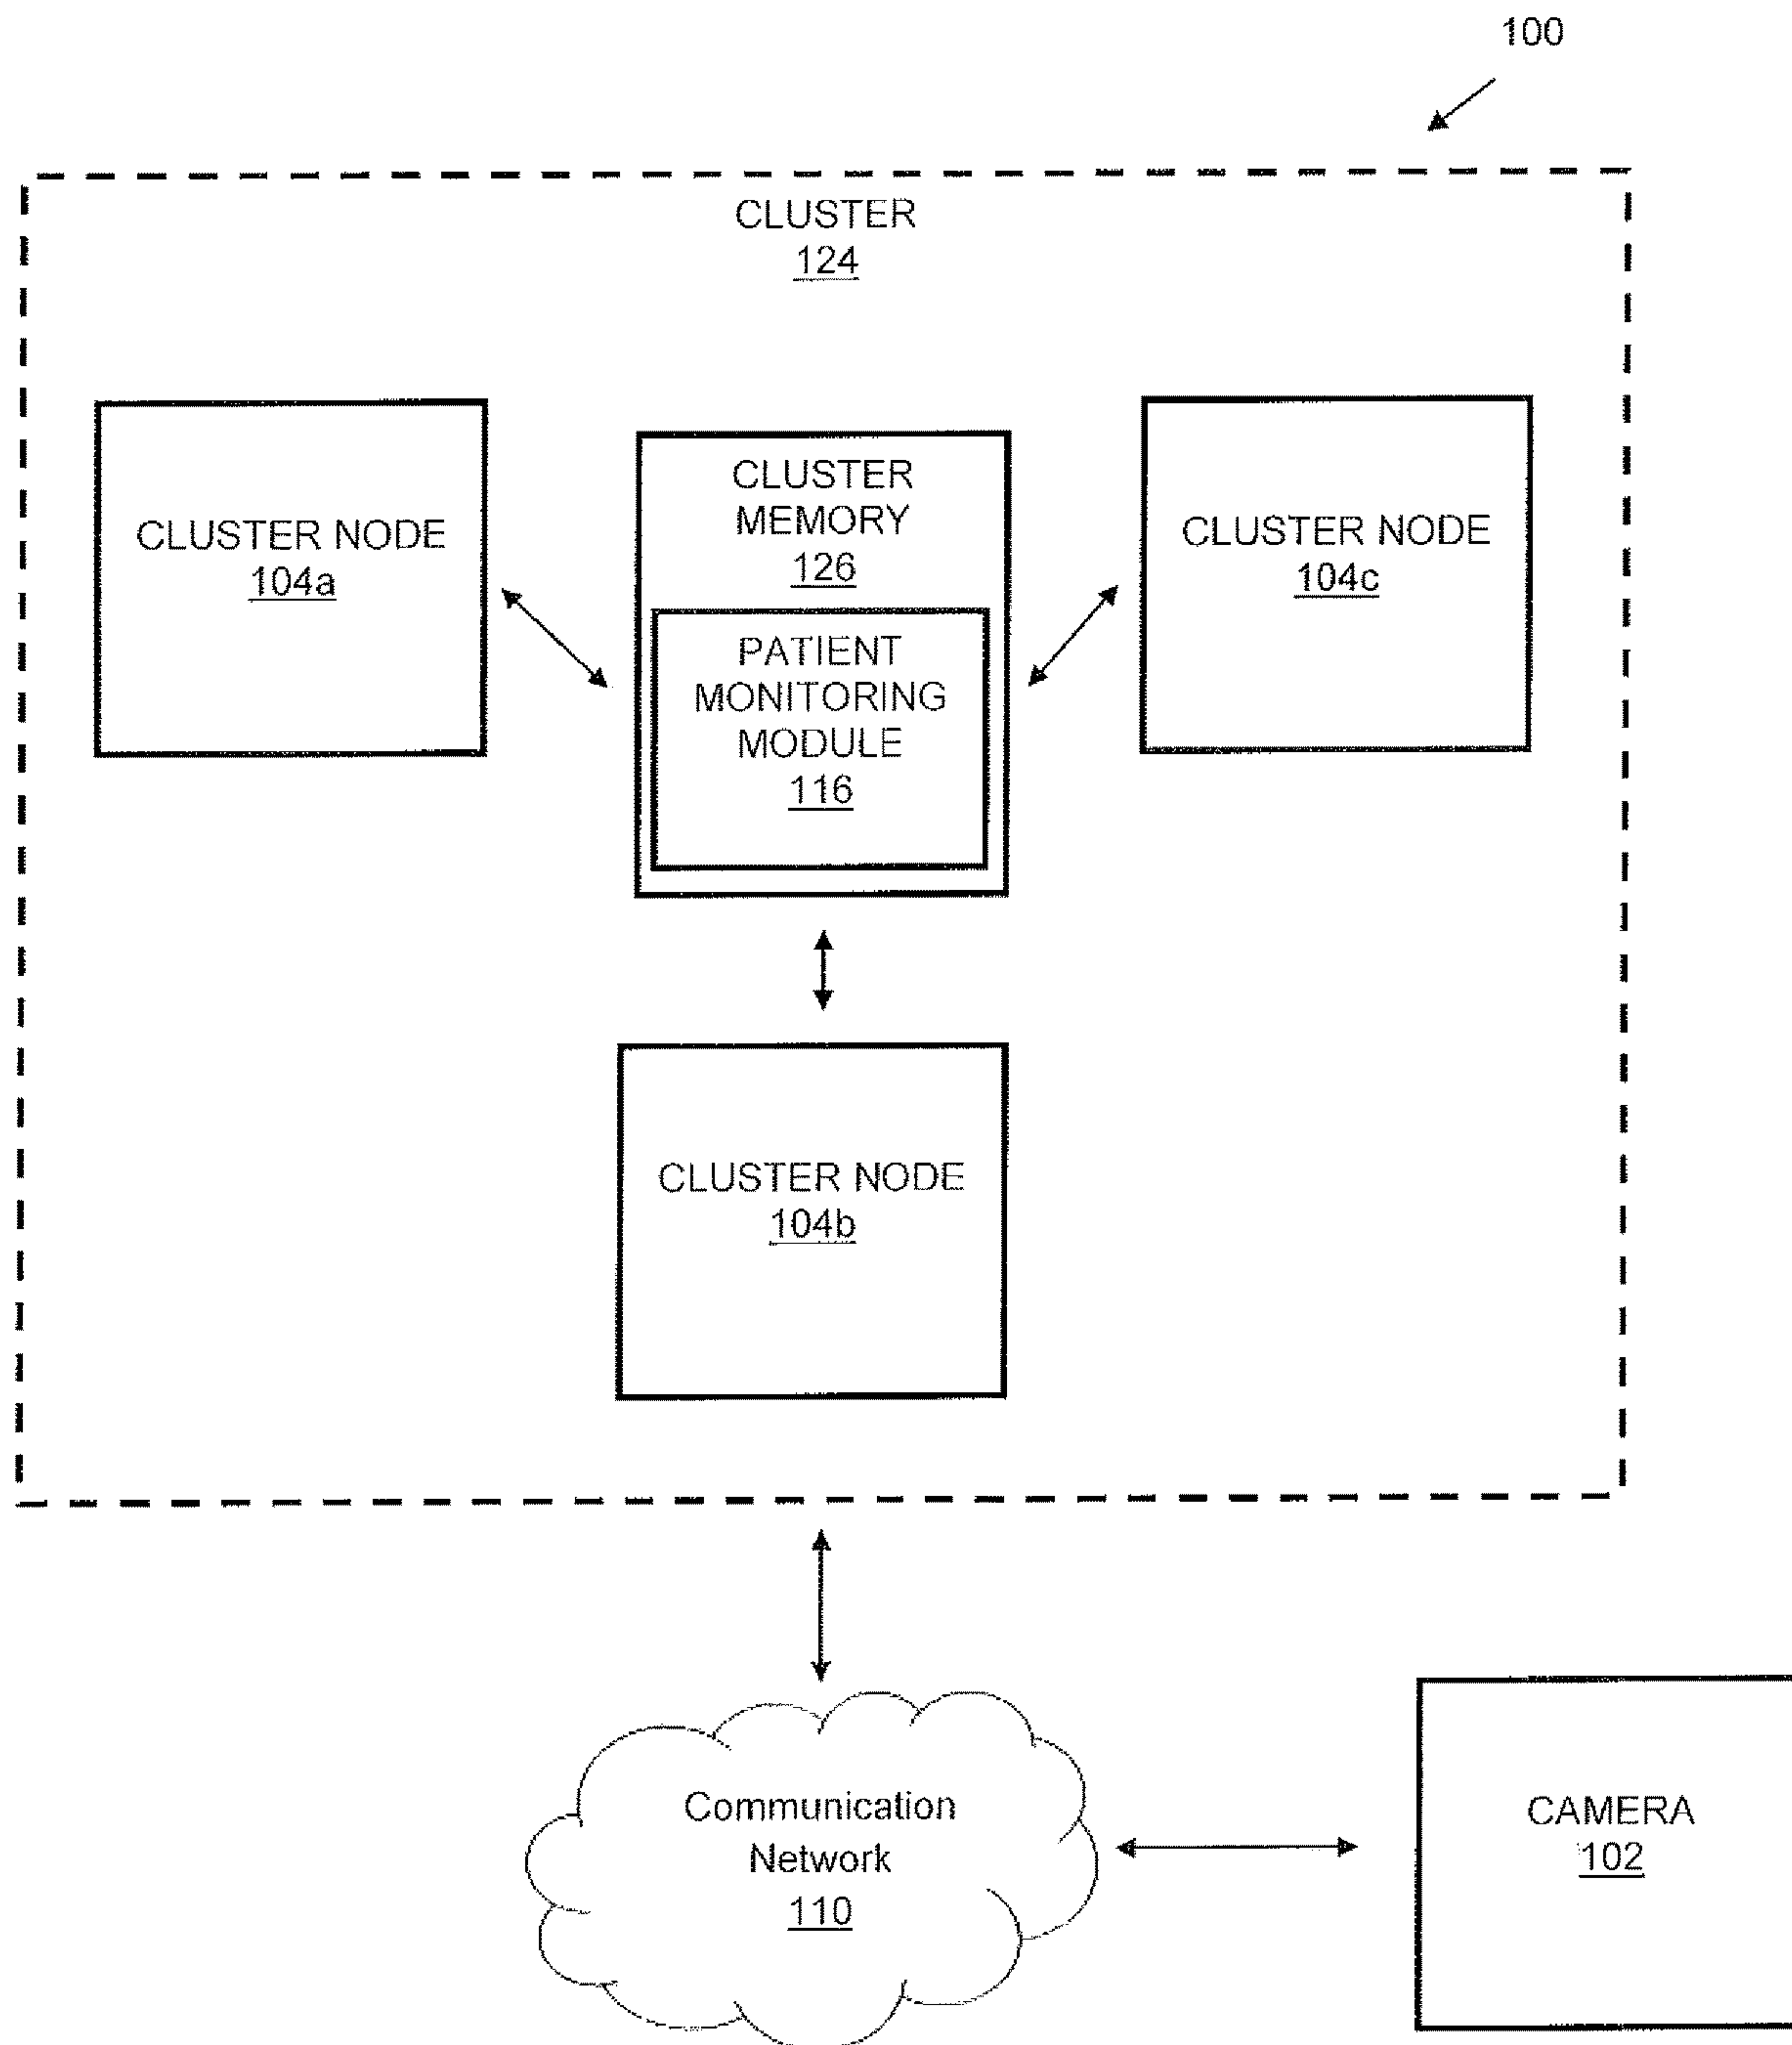 100
CLUSTER
124
CLUSTER NODE
104a
CLUSTER
MEMORY
126
PATIENT
MONITORING
MODULE
116
CLUSTER NODE
104c
CLUSTER NODE
104b
Communication
Network
110
CAMERA
102